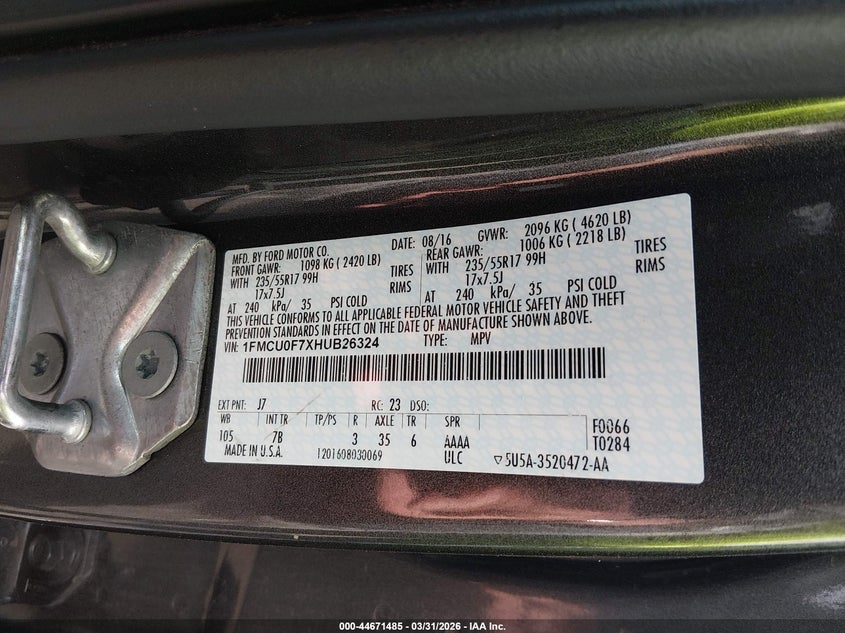 MFD. BY FORD MOTOR CO. DATE: 08/16 GVWR: 2096 KG ( 4620 LB)
FRONT GAWR: 1098 KG ( 2420 LB) REAR GAWR: 1006 KG ( 2218 LB)
WITH 235/55R17 99H TIRES WITH 235/55R17 99H TIRES
17x7.5J RIMS 17x7.5J RIMS
AT 240 kPa/ 35 PSI COLD AT 240 kPa/ 35 PSI COLD
THIS VEHICLE CONFORMS TO ALL APPLICABLE FEDERAL MOTOR VEHICLE SAFETY AND THEFT
PREVENTION STANDARDS IN EFFECT ON THE DATE OF MANUFACTURE SHOWN ABOVE.
VIN: 1FMCU0F7XHUB26324 TYPE: MPV
EXT PNT: J7 RC: 23 DSO:
WB INT TR TP/PS R AXLE TR SPR F0066
105 7B 3 35 6 AAAA T0284
MADE IN U.S.A. 1201608030069 ULC ▽5U5A-3520472-AA
000-44671485 - 03/31/2026 - IAA Inc.